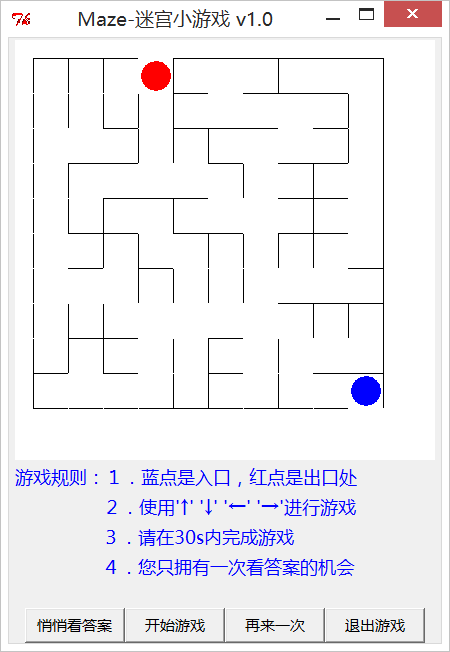 Maze-迷宫小游戏 v1.0
游戏规则：１．蓝点是入口，红点是出口处
２．使用'↑' '↓' '←' '→'进行游戏
３．请在30s内完成游戏
４．您只拥有一次看答案的机会
悄悄看答案 开始游戏 再来一次 退出游戏